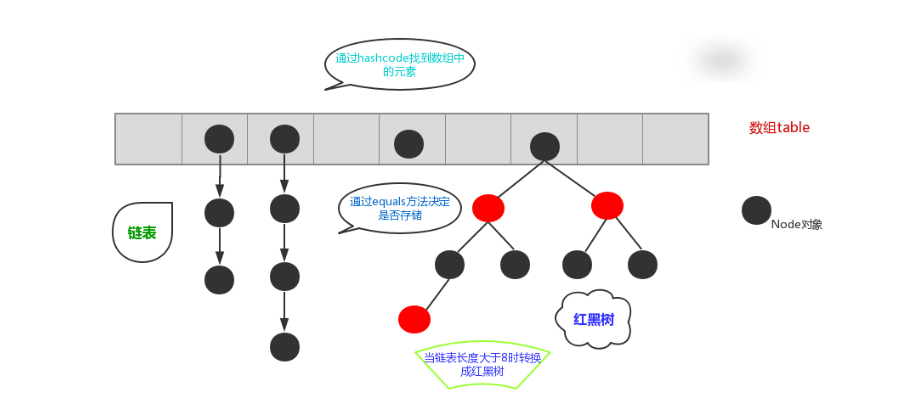 通过hashcode找到数组中
的元素
数组table
通过equals方法决定
是否存储
链表
Node对象
红黑树
当链表长度大于8时转换
成红黑树